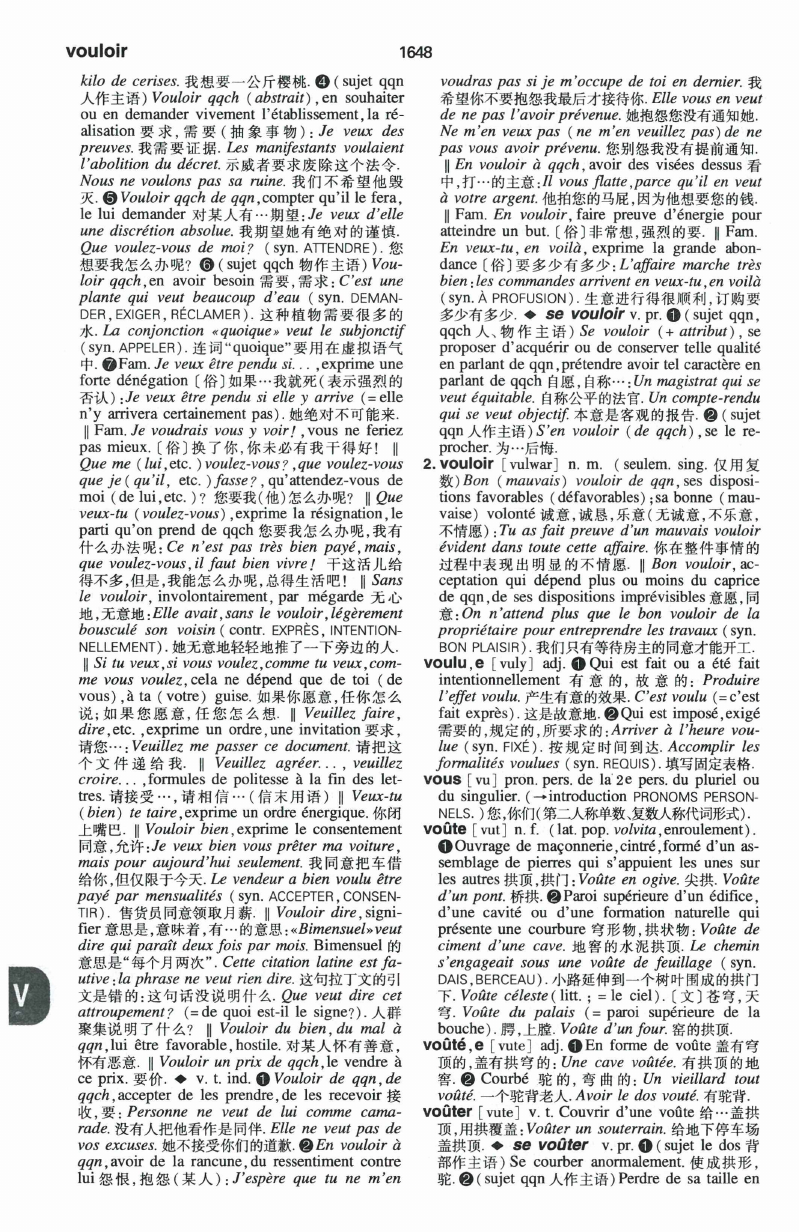 vouloir
1648
kilo de cerises. 我想要一公斤樱桃. ❹ ( sujet qqn
人作主语) Vouloir qqch (abstrait), en souhaiter
ou en demander vivement l'établissement, la ré-
alisation 要求, 需要 (抽象事物): Je veux des
preuves. 我需要证据. Les manifestants voulaient
l'abolition du décret. 示威者要求废除这个法令.
Nous ne voulons pas sa ruine. 我们不希望他毁
灭. ❺ Vouloir qqch de qqn, compter qu'il le fera,
le lui demander 对某人有…期望: Je veux d'elle
une discrétion absolue. 我期望她有绝对的谨慎.
Que voulez-vous de moi? (syn. ATTENDRE). 您
想要我怎么办呢? ❻ (sujet qqch 物作主语) Vou-
loir qqch, en avoir besoin 需要, 需求: C'est une
plante qui veut beaucoup d'eau (syn. DEMAN-
DER, EXIGER, RÉCLAMER). 这种植物需要很多的
水. La conjonction «quoique» veut le subjonctif
(syn. APPELER). 连词“quoique”要用在虚拟语气
中. ❼ Fam. Je veux être pendu si. . . , exprime une
forte dénégation [俗]如果…我就死(表示强烈的
否认): Je veux être pendu si elle y arrive (= elle
n'y arrivera certainement pas). 她绝对不可能来.
‖ Fam. Je voudrais vous y voir!, vous ne feriez
pas mieux. [俗]换了你, 你未必有我干得好! ‖
Que me (lui, etc. ) voulez-vous?, que voulez-vous
que je (qu'il, etc. ) fasse?, qu'attendez-vous de
moi (de lui, etc. )? 您要我(他)怎么办呢? ‖ Que
veux-tu (voulez-vous), exprime la résignation, le
parti qu'on prend de qqch 您要我怎么办呢, 我有
什么办法呢: Ce n'est pas très bien payé, mais,
que voulez-vous, il faut bien vivre! 干这活儿给
得不多, 但是, 我能怎么办呢, 总得生活吧! ‖ Sans
le vouloir, involontairement, par mégarde 无心
地, 无意地: Elle avait, sans le vouloir, légèrement
bousculé son voisin (contr. EXPRÈS, INTENTION-
NELLEMENT). 她无意地轻轻地推了一下旁边的人.
‖ Si tu veux, si vous voulez, comme tu veux, com-
me vous voulez, cela ne dépend que de toi (de
vous), à ta (votre) guise. 如果你愿意, 任你怎么
说; 如果您愿意, 任您怎么想. ‖ Veuillez faire,
dire, etc. , exprime un ordre, une invitation 要求,
请您…: Veuillez me passer ce document. 请把这
个文件递给我. ‖ Veuillez agréer. . . , veuillez
croire. . . , formules de politesse à la fin des let-
tres. 请接受…, 请相信…(信末用语) ‖ Veux-tu
(bien) te taire, exprime un ordre énergique. 你闭
上嘴巴. ‖ Vouloir bien, exprime le consentement
同意, 允许: Je veux bien vous prêter ma voiture,
mais pour aujourd'hui seulement. 我同意把车借
给你, 但仅限于今天. Le vendeur a bien voulu être
payé par mensualités (syn. ACCEPTER, CONSEN-
TIR). 售货员同意领取月薪. ‖ Vouloir dire, signi-
fier 意思是, 意味着, 有…的意思: «Bimensuel»veut
dire qui paraît deux fois par mois. Bimensuel 的
意思是“每个月两次”. Cette citation latine est fa-
utive; la phrase ne veut rien dire. 这句拉丁文的引
文是错的; 这句话没说明什么. Que veut dire cet
attroupement? (= de quoi est-il le signe?). 人群
聚集说明了什么? ‖ Vouloir du bien, du mal à
qqn, lui être favorable, hostile. 对某人怀有善意,
怀有恶意. ‖ Vouloir un prix de qqch, le vendre à
ce prix. 要价. ◆ v. t. ind. ❶ Vouloir de qqn, de
qqch, accepter de les prendre, de les recevoir 接
收, 要: Personne ne veut de lui comme cama-
rade. 没有人把他看作是同伴. Elle ne veut pas de
vos excuses. 她不接受你们的道歉. ❷ En vouloir à
qqn, avoir de la rancune, du ressentiment contre
lui 怨恨, 抱怨(某人): J'espère que tu ne m'en
voudras pas si je m'occupe de toi en dernier. 我
希望你不要抱怨我最后才接待你. Elle vous en veut
de ne pas l'avoir prévenue. 她抱怨您没有通知她.
Ne m'en veux pas (ne m'en veuillez pas) de ne
pas vous avoir prévenu. 您别怨我没有提前通知.
‖ En vouloir à qqch, avoir des visées dessus 看
中, 打…的主意: Il vous flatte, parce qu'il en veut
à votre argent. 他拍您的马屁, 因为他想要您的钱.
‖ Fam. En vouloir, faire preuve d'énergie pour
atteindre un but. [俗]非常想, 强烈的要. ‖ Fam.
En veux-tu, en voilà, exprime la grande abon-
dance [俗]要多少有多少: L'affaire marche très
bien; les commandes arrivent en veux-tu, en voilà
(syn. À PROFUSION). 生意进行得很顺利, 订购要
多少有多少. ◆ se vouloir v. pr. ❶ (sujet qqn,
qqch 人、物作主语) Se vouloir (+ attribut), se
proposer d'acquérir ou de conserver telle qualité
en parlant de qqn, prétendre avoir tel caractère en
parlant de qqch 自愿, 自称…: Un magistrat qui se
veut équitable. 自称公平的法官. Un compte-rendu
qui se veut objectif. 本意是客观的报告. ❷ (sujet
qqn 人作主语) S'en vouloir (de qqch), se le re-
procher. 为…后悔.
2. vouloir [vulwar] n. m. (seulem. sing. 仅用复
数) Bon (mauvais) vouloir de qqn, ses disposi-
tions favorables (défavorables); sa bonne (mau-
vaise) volonté 诚意, 诚恳, 乐意(无诚意, 不乐意,
不情愿): Tu as fait preuve d'un mauvais vouloir
évident dans toute cette affaire. 你在整件事情的
过程中表现出明显的不情愿. ‖ Bon vouloir, ac-
ceptation qui dépend plus ou moins du caprice
de qqn, de ses dispositions imprévisibles 意愿, 同
意: On n'attend plus que le bon vouloir de la
propriétaire pour entreprendre les travaux (syn.
BON PLAISIR). 我们只有等待房主的同意才能开工.
voulu, e [vuly] adj. ❶ Qui est fait ou a été fait
intentionnellement 有意的, 故意的: Produire
l'effet voulu. 产生有意的效果. C'est voulu (= c'est
fait exprès). 这是故意地. ❷ Qui est imposé, exigé
需要的, 规定的, 所要求的: Arriver à l'heure vou-
lue (syn. FIXÉ). 按规定时间到达. Accomplir les
formalités voulues (syn. REQUIS). 填写固定表格.
vous [vu] pron. pers. de la 2e pers. du pluriel ou
du singulier. (→introduction PRONOMS PERSON-
NELS. ) 您, 你们(第二人称单数、复数人称代词形式).
voûte [vut] n. f. (lat. pop. volvita, enroulement).
❶ Ouvrage de maçonnerie, cintré, formé d'un as-
semblage de pierres qui s'appuient les unes sur
les autres 拱顶, 拱门: Voûte en ogive. 尖拱. Voûte
d'un pont. 桥拱. ❷ Paroi supérieure d'un édifice,
d'une cavité ou d'une formation naturelle qui
présente une courbure 穹形物, 拱状物: Voûte de
ciment d'une cave. 地窖的水泥拱顶. Le chemin
s'engageait sous une voûte de feuillage (syn.
DAIS, BERCEAU). 小路延伸到一个树叶围成的拱门
下. Voûte céleste (litt. ; = le ciel). [文]苍穹, 天
穹. Voûte du palais (= paroi supérieure de la
bouche). 腭, 上膛. Voûte d'un four. 窑的拱顶.
voûté, e [vute] adj. ❶ En forme de voûte 盖有穹
顶的, 盖有拱穹的: Une cave voûtée. 有拱顶的地
窖. ❷ Courbé 驼的, 弯曲的: Un vieillard tout
voûté. 一个驼背老人. Avoir le dos vouté. 有驼背.
voûter [vute] v. t. Couvrir d'une voûte 给…盖拱
顶, 用拱覆盖: Voûter un souterrain. 给地下停车场
盖拱顶. ◆ se voûter v. pr. ❶ (sujet le dos 背
部作主语) Se courber anormalement. 使成拱形,
驼. ❷ (sujet qqn 人作主语) Perdre de sa taille en
V